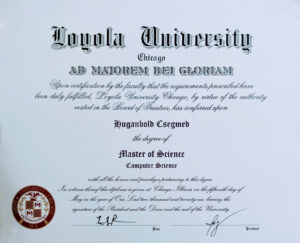 Loyola University
Chicago
AD MAJOREM DEI GLORIAM
Upon certification by the faculty that the requirements prescribed have
been duly fulfilled, Loyola University Chicago, by virtue of the authority
vested in the Board of Trustees, has conferred upon
Huganbold Csegmed
the degree of
Master of Science
Computer Science
with all the honors and privileges pertaining to this degree.
In witness thereof this diploma is given at Chicago Illinois on the fifteenth day of
May in the year of Our Lord two thousand and twenty one, bearing the
signatures of the President and the Dean and the seal of the University.
Dean
President